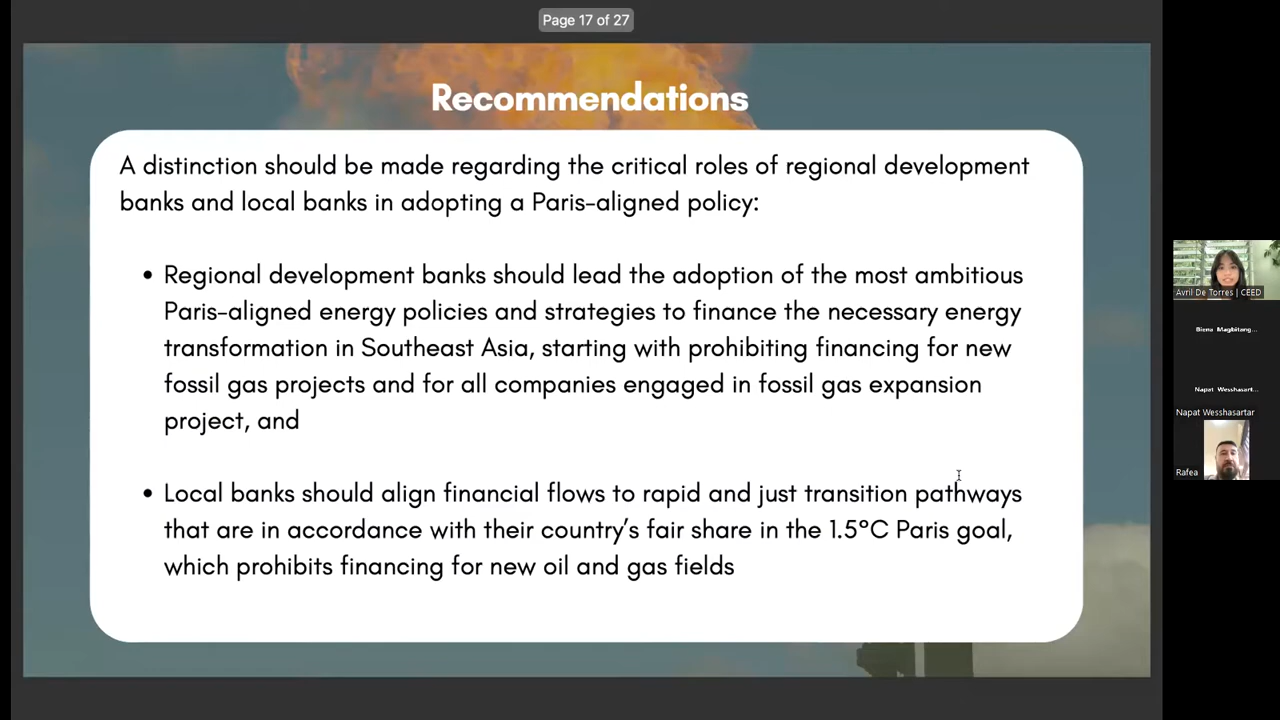 Page 17 of 27
Recommendations
A distinction should be made regarding the critical roles of regional development
banks and local banks in adopting a Paris-aligned policy:
• Regional development banks should lead the adoption of the most ambitious
Paris-aligned energy policies and strategies to finance the necessary energy
transformation in Southeast Asia, starting with prohibiting financing for new
fossil gas projects and for all companies engaged in fossil gas expansion
project, and
• Local banks should align financial flows to rapid and just transition pathways
that are in accordance with their country's fair share in the 1.5°C Paris goal,
which prohibits financing for new oil and gas fields
Avril De Torres | CEED
Biena Magbitang...
Napat Wesshasart...
Napat Wesshasartar
Rafea